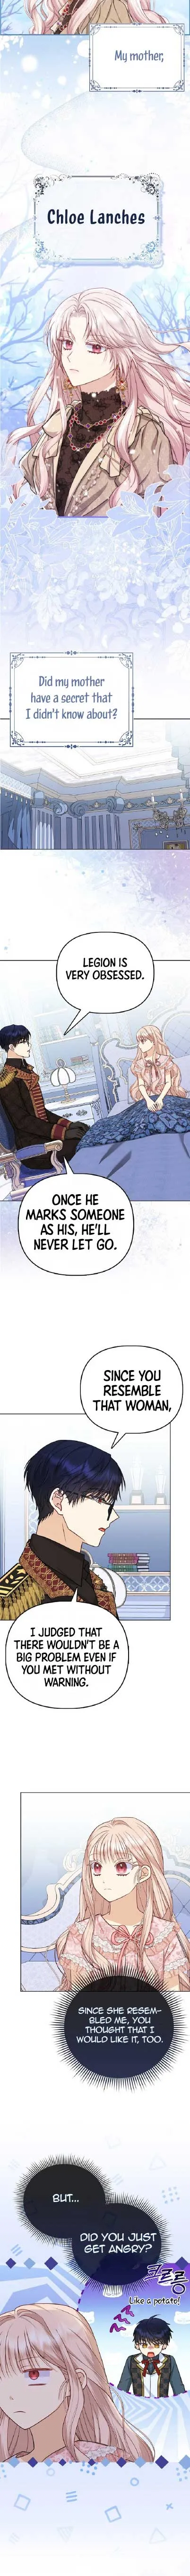 My mother,
Chloe Lanches
Did my mother
have a secret that
I didn't know about?
LEGION IS
VERY OBSESSED.
ONCE HE
MARKS SOMEONE
AS HIS, HE'LL
NEVER LET GO.
SINCE YOU
RESEMBLE
THAT WOMAN,
I JUDGED THAT
THERE WOULDN'T BE A
BIG PROBLEM EVEN IF
YOU MET WITHOUT
WARNING.
SINCE SHE RESEM-
BLED ME, YOU
THOUGHT THAT I
WOULD LIKE IT, TOO.
BUT...
DID YOU JUST
GET ANGRY?
크르릉
Like a potato!